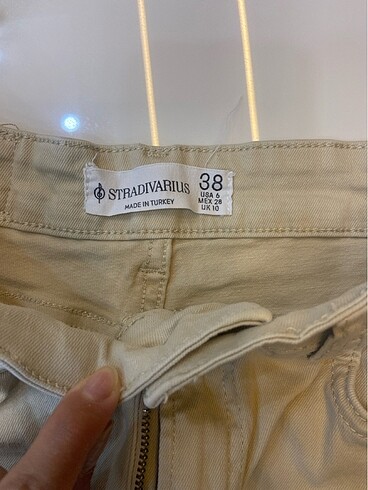 STRADIVARIUS
MADE IN TURKEY
38
USA 6
MEX 28
UK 10